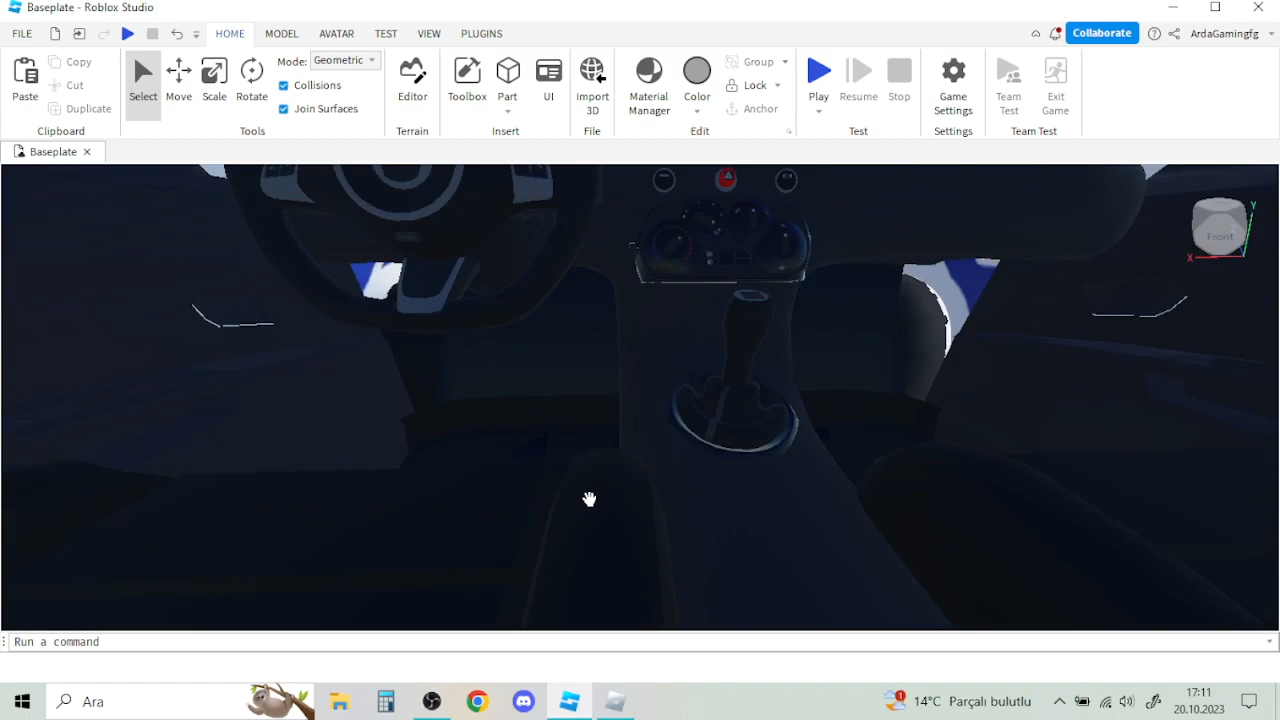 Baseplate - Roblox Studio
FILE HOME MODEL AVATAR TEST VIEW PLUGINS Collaborate ArdaGamingfg
Paste Copy Cut Duplicate Clipboard
Select Move Scale Rotate Mode: Geometric Collisions Join Surfaces Tools
Editor Terrain
Toolbox Part UI Insert
Import 3D File
Material Manager Color Group Lock Anchor Edit
Play Resume Stop Test
Game Settings Settings
Team Test Exit Game Team Test
Baseplate
Front
X
Y
Run a command
Ara
1
14°C Parçalı bulutlu
17:11
20.10.2023